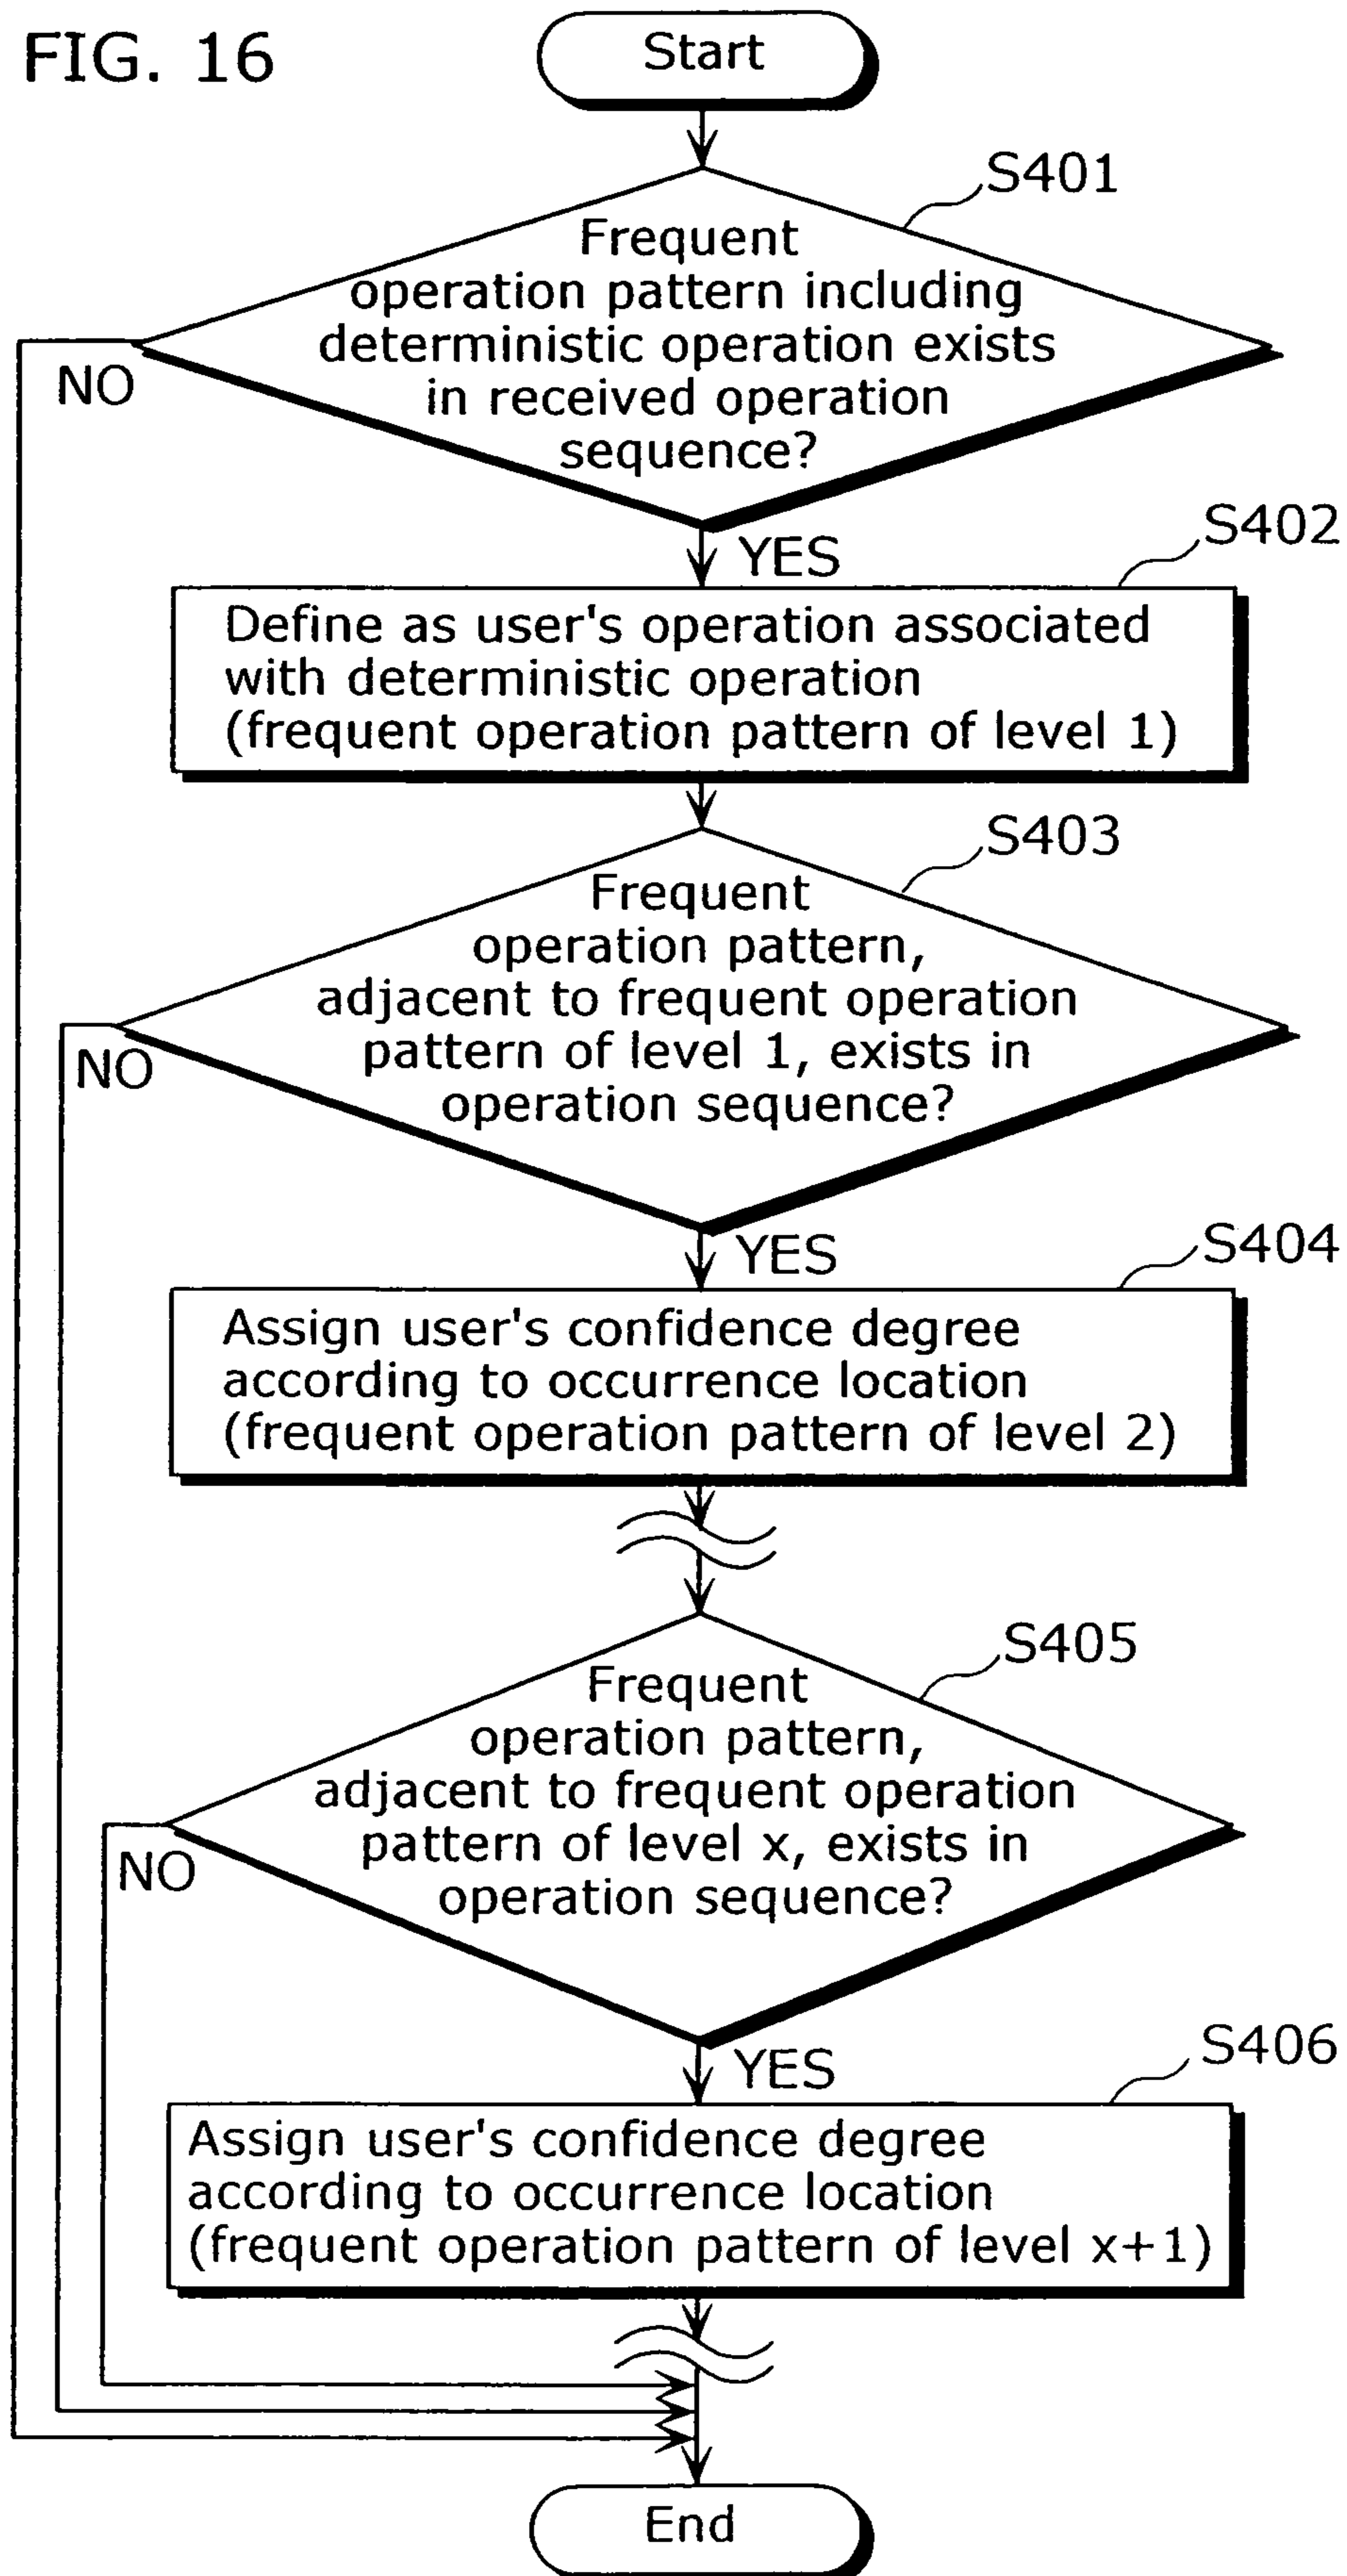 FIG. 16
Start
S401
Frequent
operation pattern including
deterministic operation exists
in received operation
sequence?
NO
YES
S402
Define as user's operation associated
with deterministic operation
(frequent operation pattern of level 1)
S403
Frequent
operation pattern,
adjacent to frequent operation
pattern of level 1, exists in
operation sequence?
NO
YES
S404
Assign user's confidence degree
according to occurrence location
(frequent operation pattern of level 2)
S405
Frequent
operation pattern,
adjacent to frequent operation
pattern of level x, exists in
operation sequence?
NO
YES
S406
Assign user's confidence degree
according to occurrence location
(frequent operation pattern of level x+1)
End